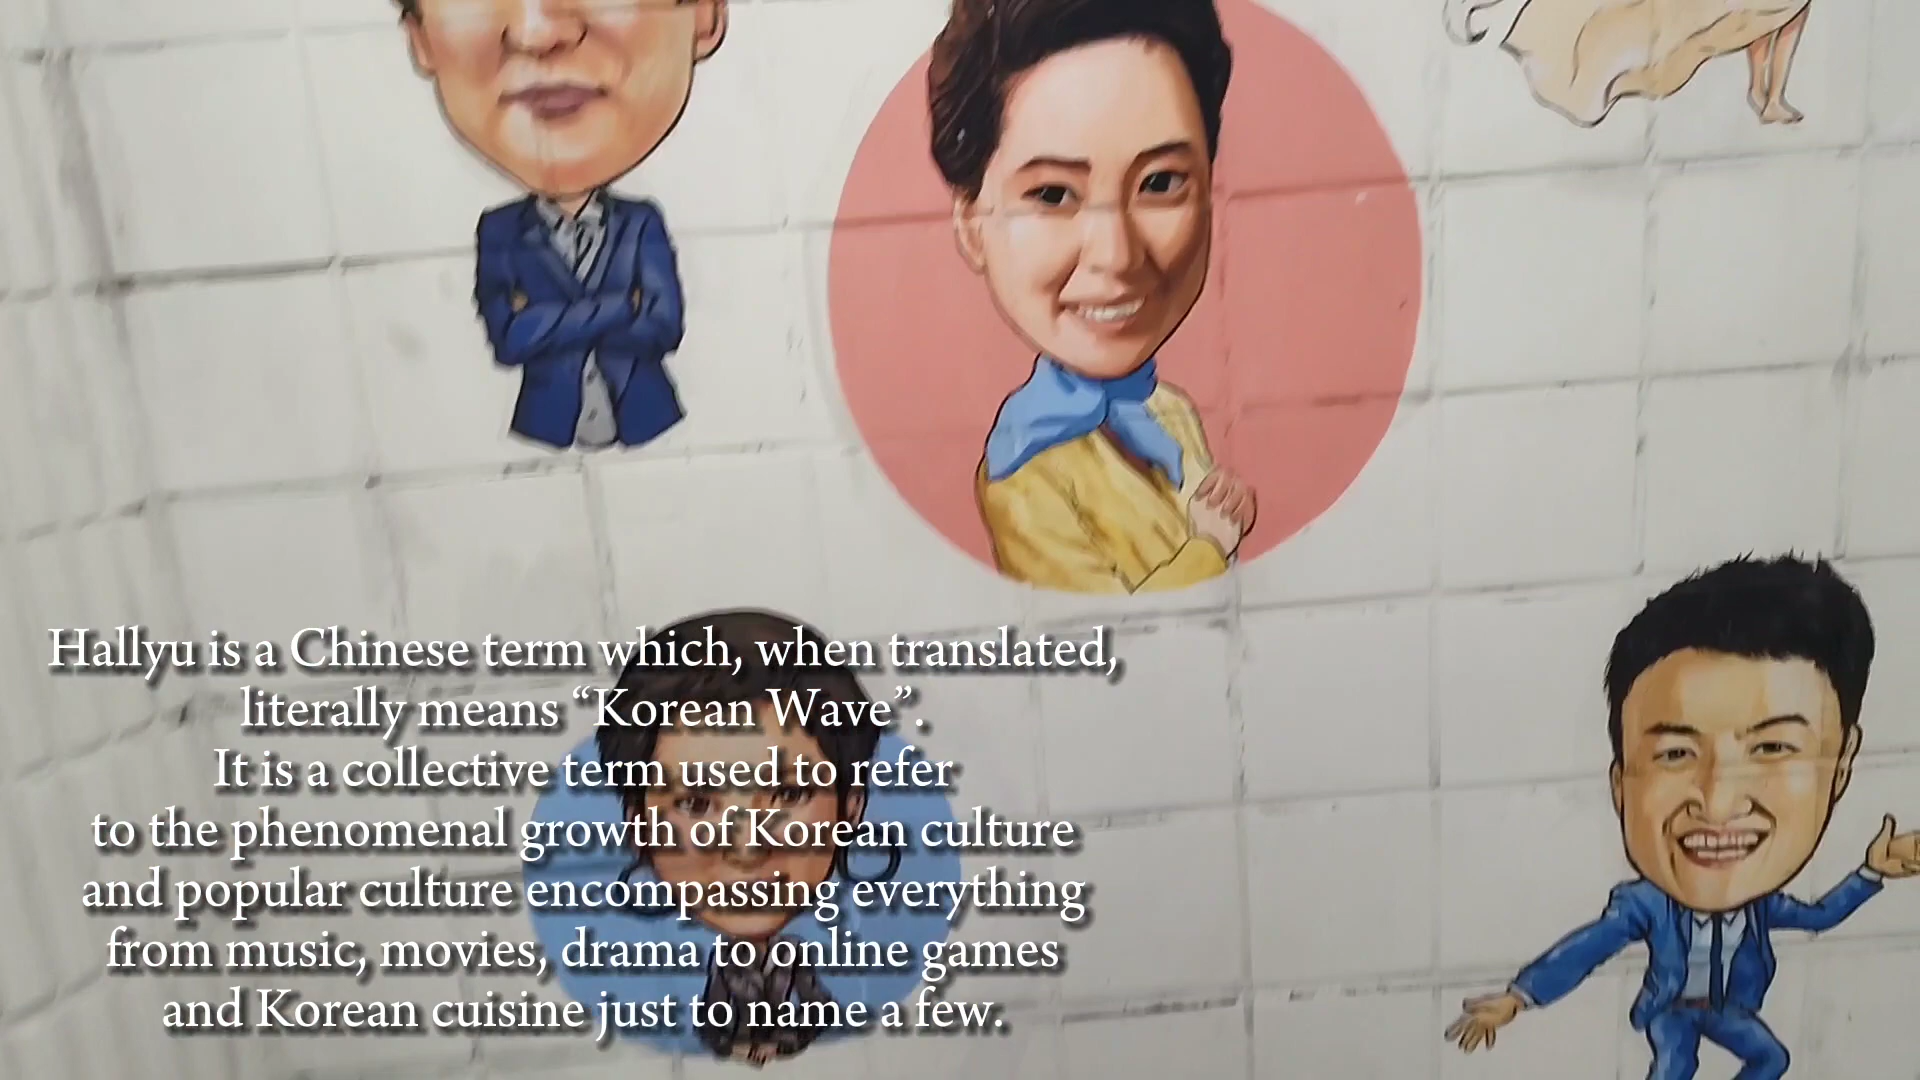 Hallyu is a Chinese term which, when translated,
literally means “Korean Wave”.
It is a collective term used to refer
to the phenomenal growth of Korean culture
and popular culture encompassing everything
from music, movies, drama to online games
and Korean cuisine just to name a few.